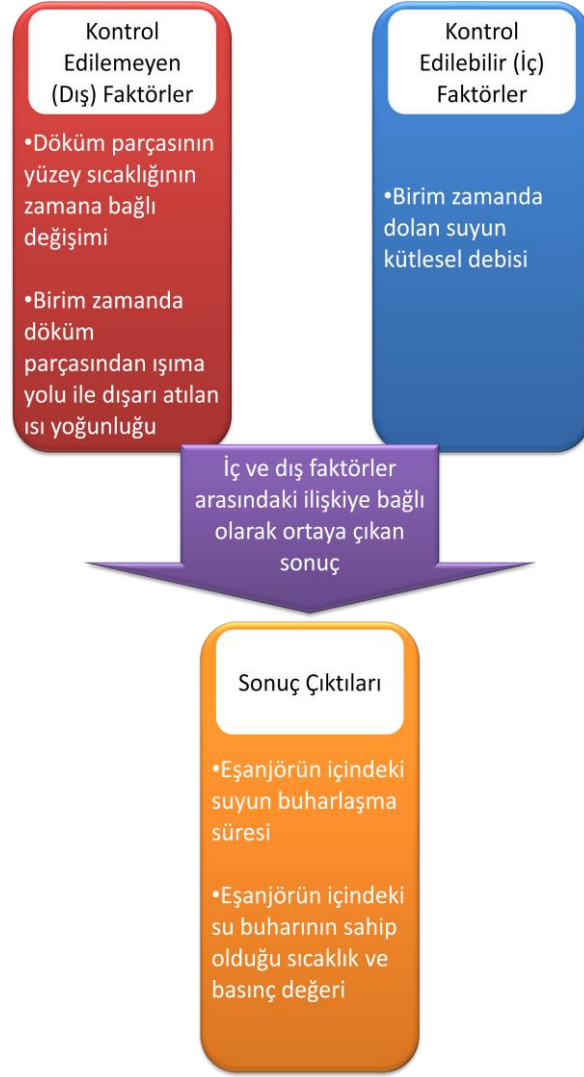 Kontrol
Edilemeyen
(Dış) Faktörler
•Döküm parçasının
yüzey sıcaklığının
zamana bağlı
değişimi
•Birim zamanda
döküm
parçasından ışıma
yolu ile dışarı atılan
ısı yoğunluğu
Kontrol
Edilebilir (İç)
Faktörler
•Birim zamanda
dolan suyun
kütlesel debisi
İç ve dış faktörler
arasındaki ilişkiye bağlı
olarak ortaya çıkan
sonuç
Sonuç Çıktıları
•Eşanjörün içindeki
suyun buharlaşma
süresi
•Eşanjörün içindeki
su buharının sahip
olduğu sıcaklık ve
basınç değeri